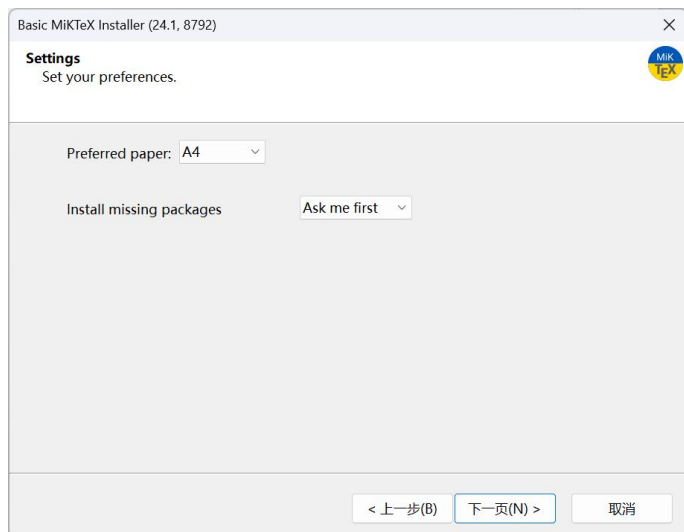 Basic MiKTeX Installer (24.1, 8792)
Settings
MiK
TEX
Set your preferences.
Preferred paper: A4
Install missing packages Ask me first
< 上一步(B) 下一页(N) > 取消